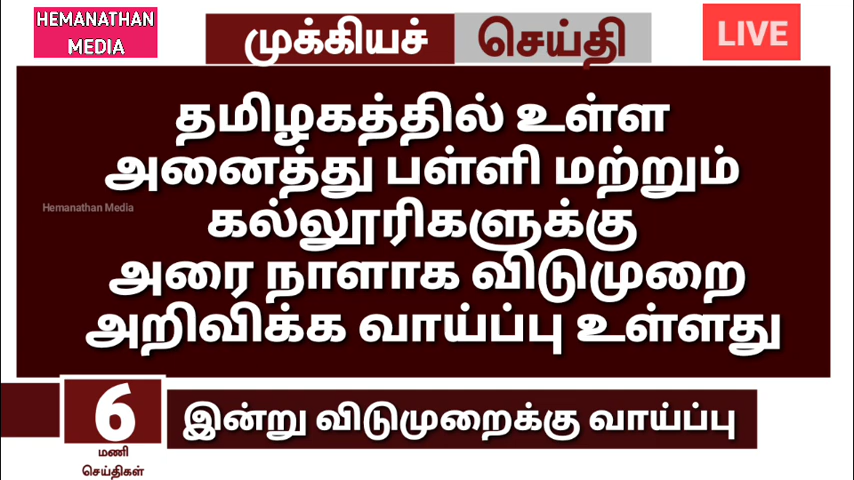 HEMANATHAN
MEDIA
முக்கியச் செய்தி
LIVE
தமிழகத்தில் உள்ள
அனைத்து பள்ளி மற்றும்
Hemanathan Media
கல்லூரிகளுக்கு
அரை நாளாக விடுமுறை
அறிவிக்க வாய்ப்பு உள்ளது
6
மணி
செய்திகள்
இன்று விடுமுறைக்கு வாய்ப்பு